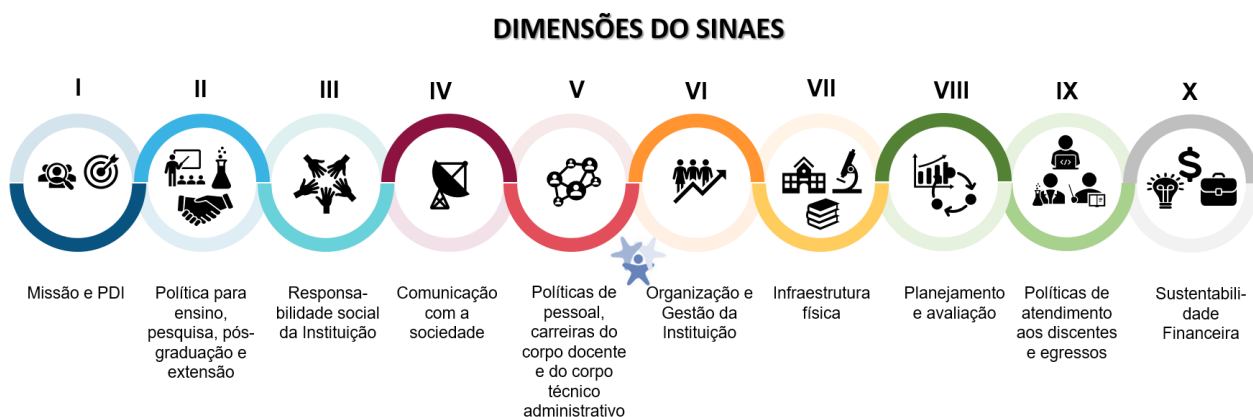 DIMENSÕES DO SINAES
I
II
III
IV
V
VI
VII
VIII
IX
X
Missão e PDI
Política para
ensino,
pesquisa, pós-
graduação e
extensão
Responsa-
bilidade social
da Instituição
Comunicação
com a
sociedade
Políticas de
pessoal,
carreiras do
corpo docente
e do corpo
técnico
administrativo
Organização e
Gestão da
Instituição
Infraestrutura
física
Planejamento
e avaliação
Políticas de
atendimento
aos discentes
e egressos
Sustentabili-
dade
Financeira